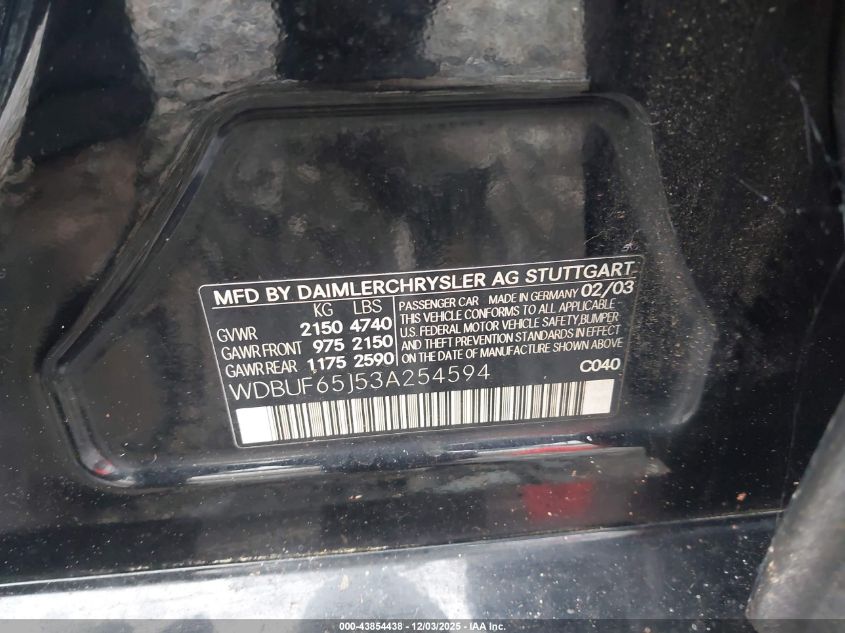 MFD BY DAIMLERCHRYSLER AG STUTTGART
KG LBS
GVWR 2150 4740
GAWR FRONT 975 2150
GAWR REAR 1175 2590
PASSENGER CAR MADE IN GERMANY 02/03
THIS VEHICLE CONFORMS TO ALL APPLICABLE
U.S. FEDERAL MOTOR VEHICLE SAFETY,BUMPER
AND THEFT PREVENTION STANDARDS IN EFFECT
ON THE DATE OF MANUFACTURE SHOWN ABOVE
C040
WDBUF65J53A254594
000-43854438 - 12/03/2025 - IAA Inc.